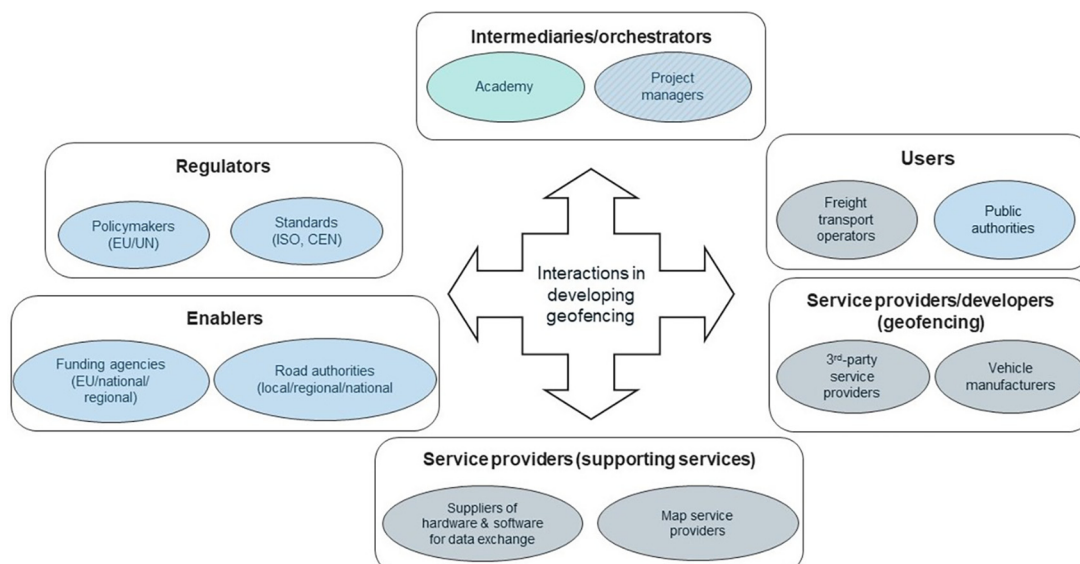 Intermediaries/orchestrators
Academy
Project
managers
Regulators
Policymakers
(EU/UN)
Standards
(ISO, CEN)
Users
Freight
transport
operators
Public
authorities
Interactions in
developing
geofencing
Enablers
Funding agencies
(EU/national/
regional)
Road authorities
(local/regional/national
Service providers/developers
(geofencing)
3rd-party
service
providers
Vehicle
manufacturers
Service providers (supporting services)
Suppliers of
hardware & software
for data exchange
Map service
providers